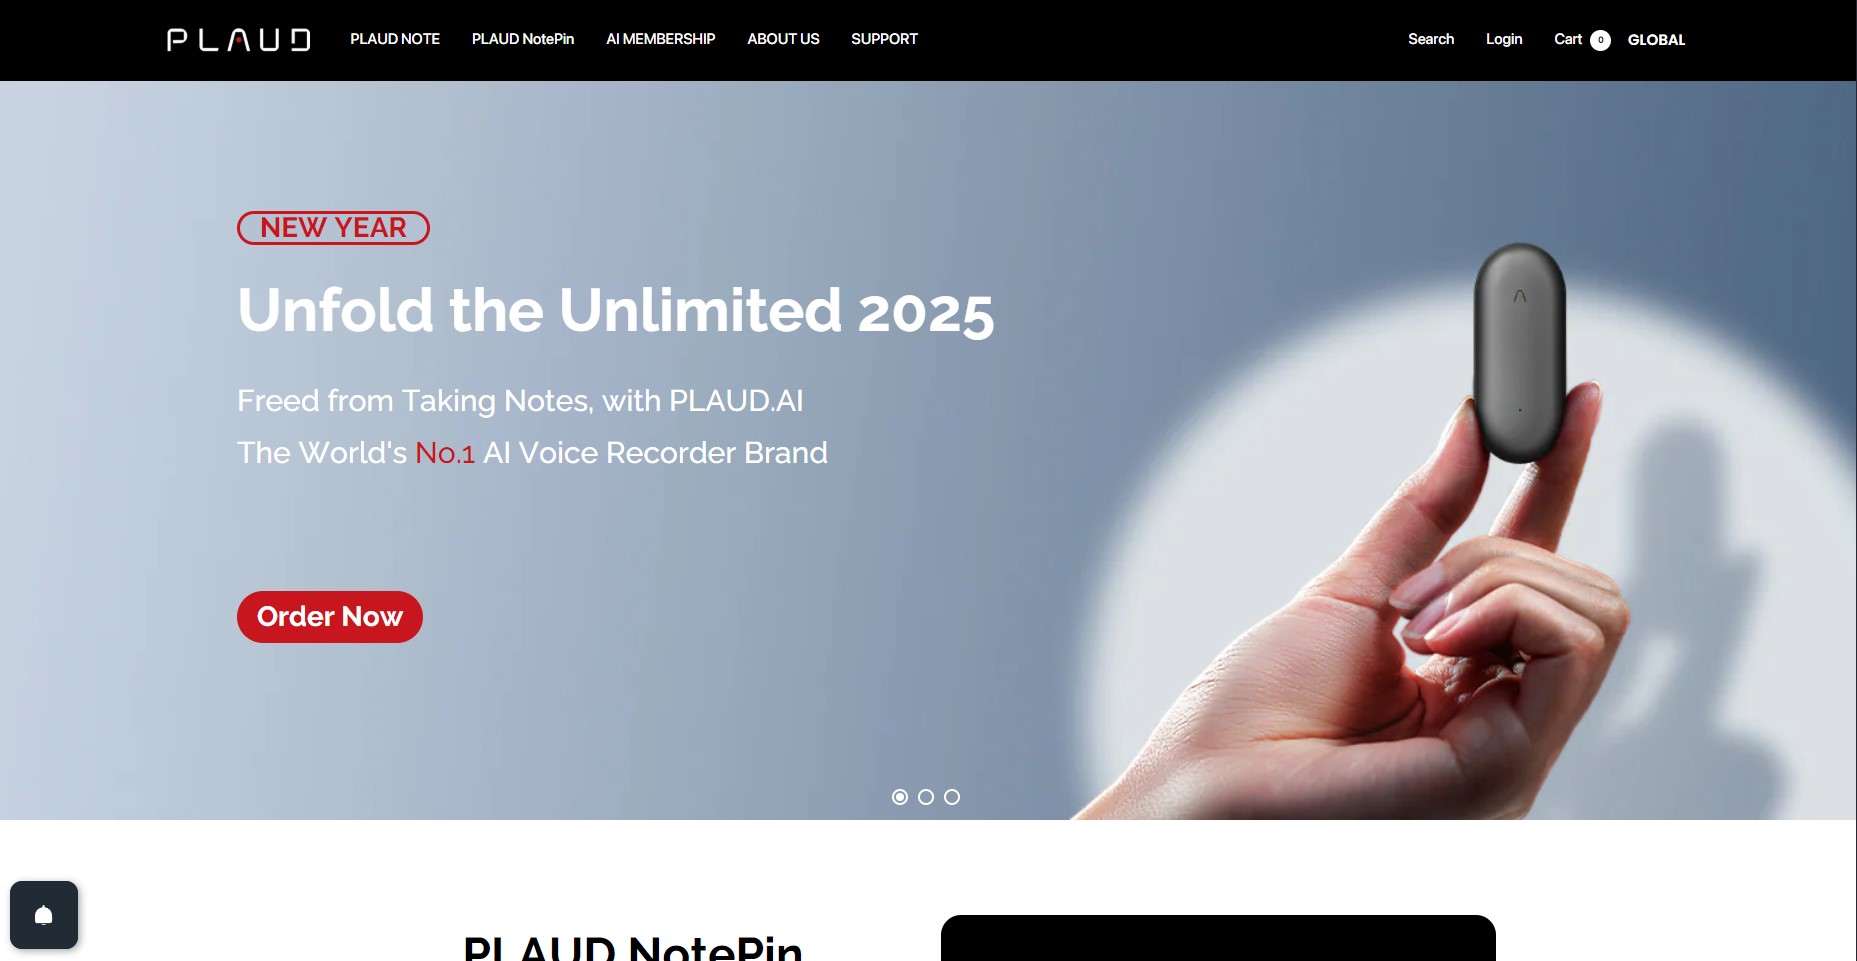 PLAUD
PLAUD NOTE
PLAUD NotePin
AI MEMBERSHIP
ABOUT US
SUPPORT
Search
Login
Cart 0
GLOBAL
NEW YEAR
Unfold the Unlimited 2025
Freed from Taking Notes, with PLAUD.AI
The World's No.1 AI Voice Recorder Brand
Order Now
PLAUD NotePin